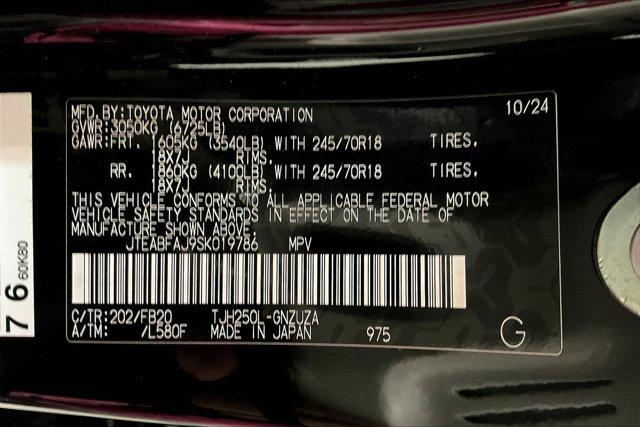 MFD. BY: TOYOTA MOTOR CORPORATION 10/24
GVWR: 3050KG (6725LB)
GAWR: FRT. 1605KG (3540LB) WITH 245/70R18 TIRES.
18X7J RIMS.
RR. 1860KG (4100LB) WITH 245/70R18 TIRES.
18X7J RIMS.
THIS VEHICLE CONFORMS TO ALL APPLICABLE FEDERAL MOTOR
VEHICLE SAFETY STANDARDS IN EFFECT ON THE DATE OF
MANUFACTURE SHOWN ABOVE.
JTEABFAJ9SK019786 MPV
C/TR: 202/FB20 TJH250L-GNZUZA
A/TM: /L580F MADE IN JAPAN 975
G
76
60K80